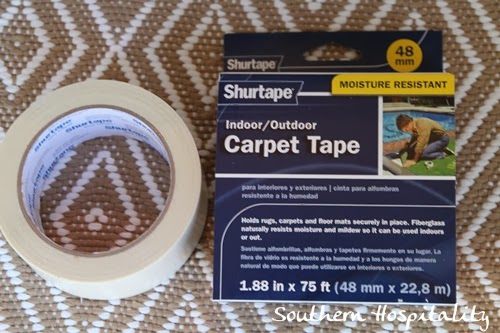 Shurtape®
48
mm
Shurtape®
MOISTURE RESISTANT
Indoor/Outdoor
Carpet Tape
para interiores y exteriores | cinta para alfombras
resistente a la humedad
Holds rugs, carpets and floor mats securely in place. Fiberglass
naturally resists moisture and mildew so it can be used indoors
or out.
Sostiene alfombrillas, alfombras y tapetes firmemente en su lugar. La
fibra de vidrio es resistente a la humedad y a los hongos de manera
natural de modo que puede utilizarse en interiores o exteriores.
1.88 in x 75 ft (48 mm x 22,8 m)
Shurtape
Shurtape
Southern Hospitality